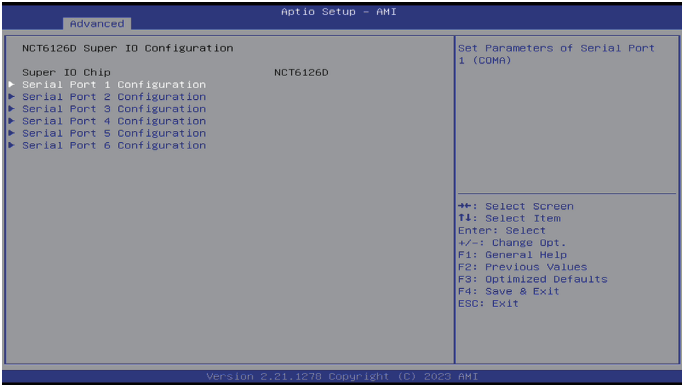 Aptio Setup – AMI
Advanced
NCT6126D Super IO Configuration
Super IO Chip NCT6126D
Serial Port 1 Configuration
Serial Port 2 Configuration
Serial Port 3 Configuration
Serial Port 4 Configuration
Serial Port 5 Configuration
Serial Port 6 Configuration
Set Parameters of Serial Port
1 (COMA)
→←: Select Screen
↑↓: Select Item
Enter: Select
+/-: Change Opt.
F1: General Help
F2: Previous Values
F3: Optimized Defaults
F4: Save & Exit
ESC: Exit
Version 2.21.1278 Copyright (C) 2023 AMI